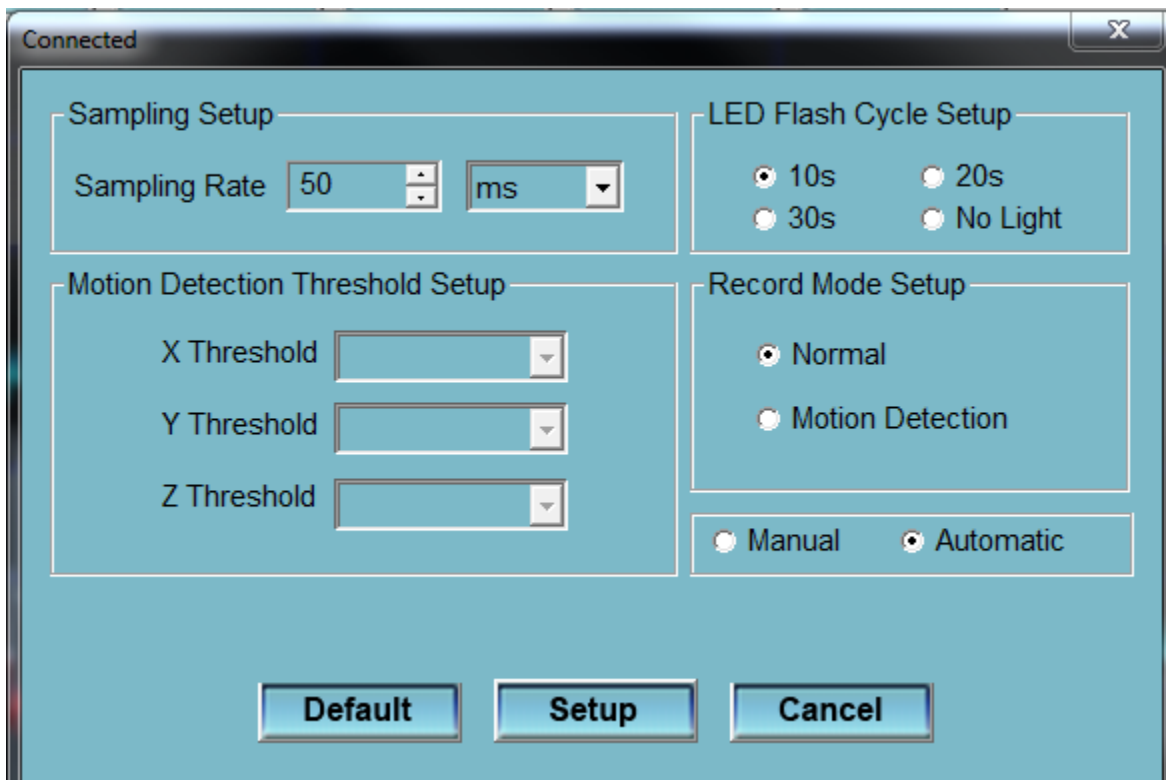 Connected
X
Sampling Setup
Sampling Rate 50 ms
LED Flash Cycle Setup
10s 20s
30s No Light
Motion Detection Threshold Setup
X Threshold
Y Threshold
Z Threshold
Record Mode Setup
Normal
Motion Detection
Manual Automatic
Default Setup Cancel